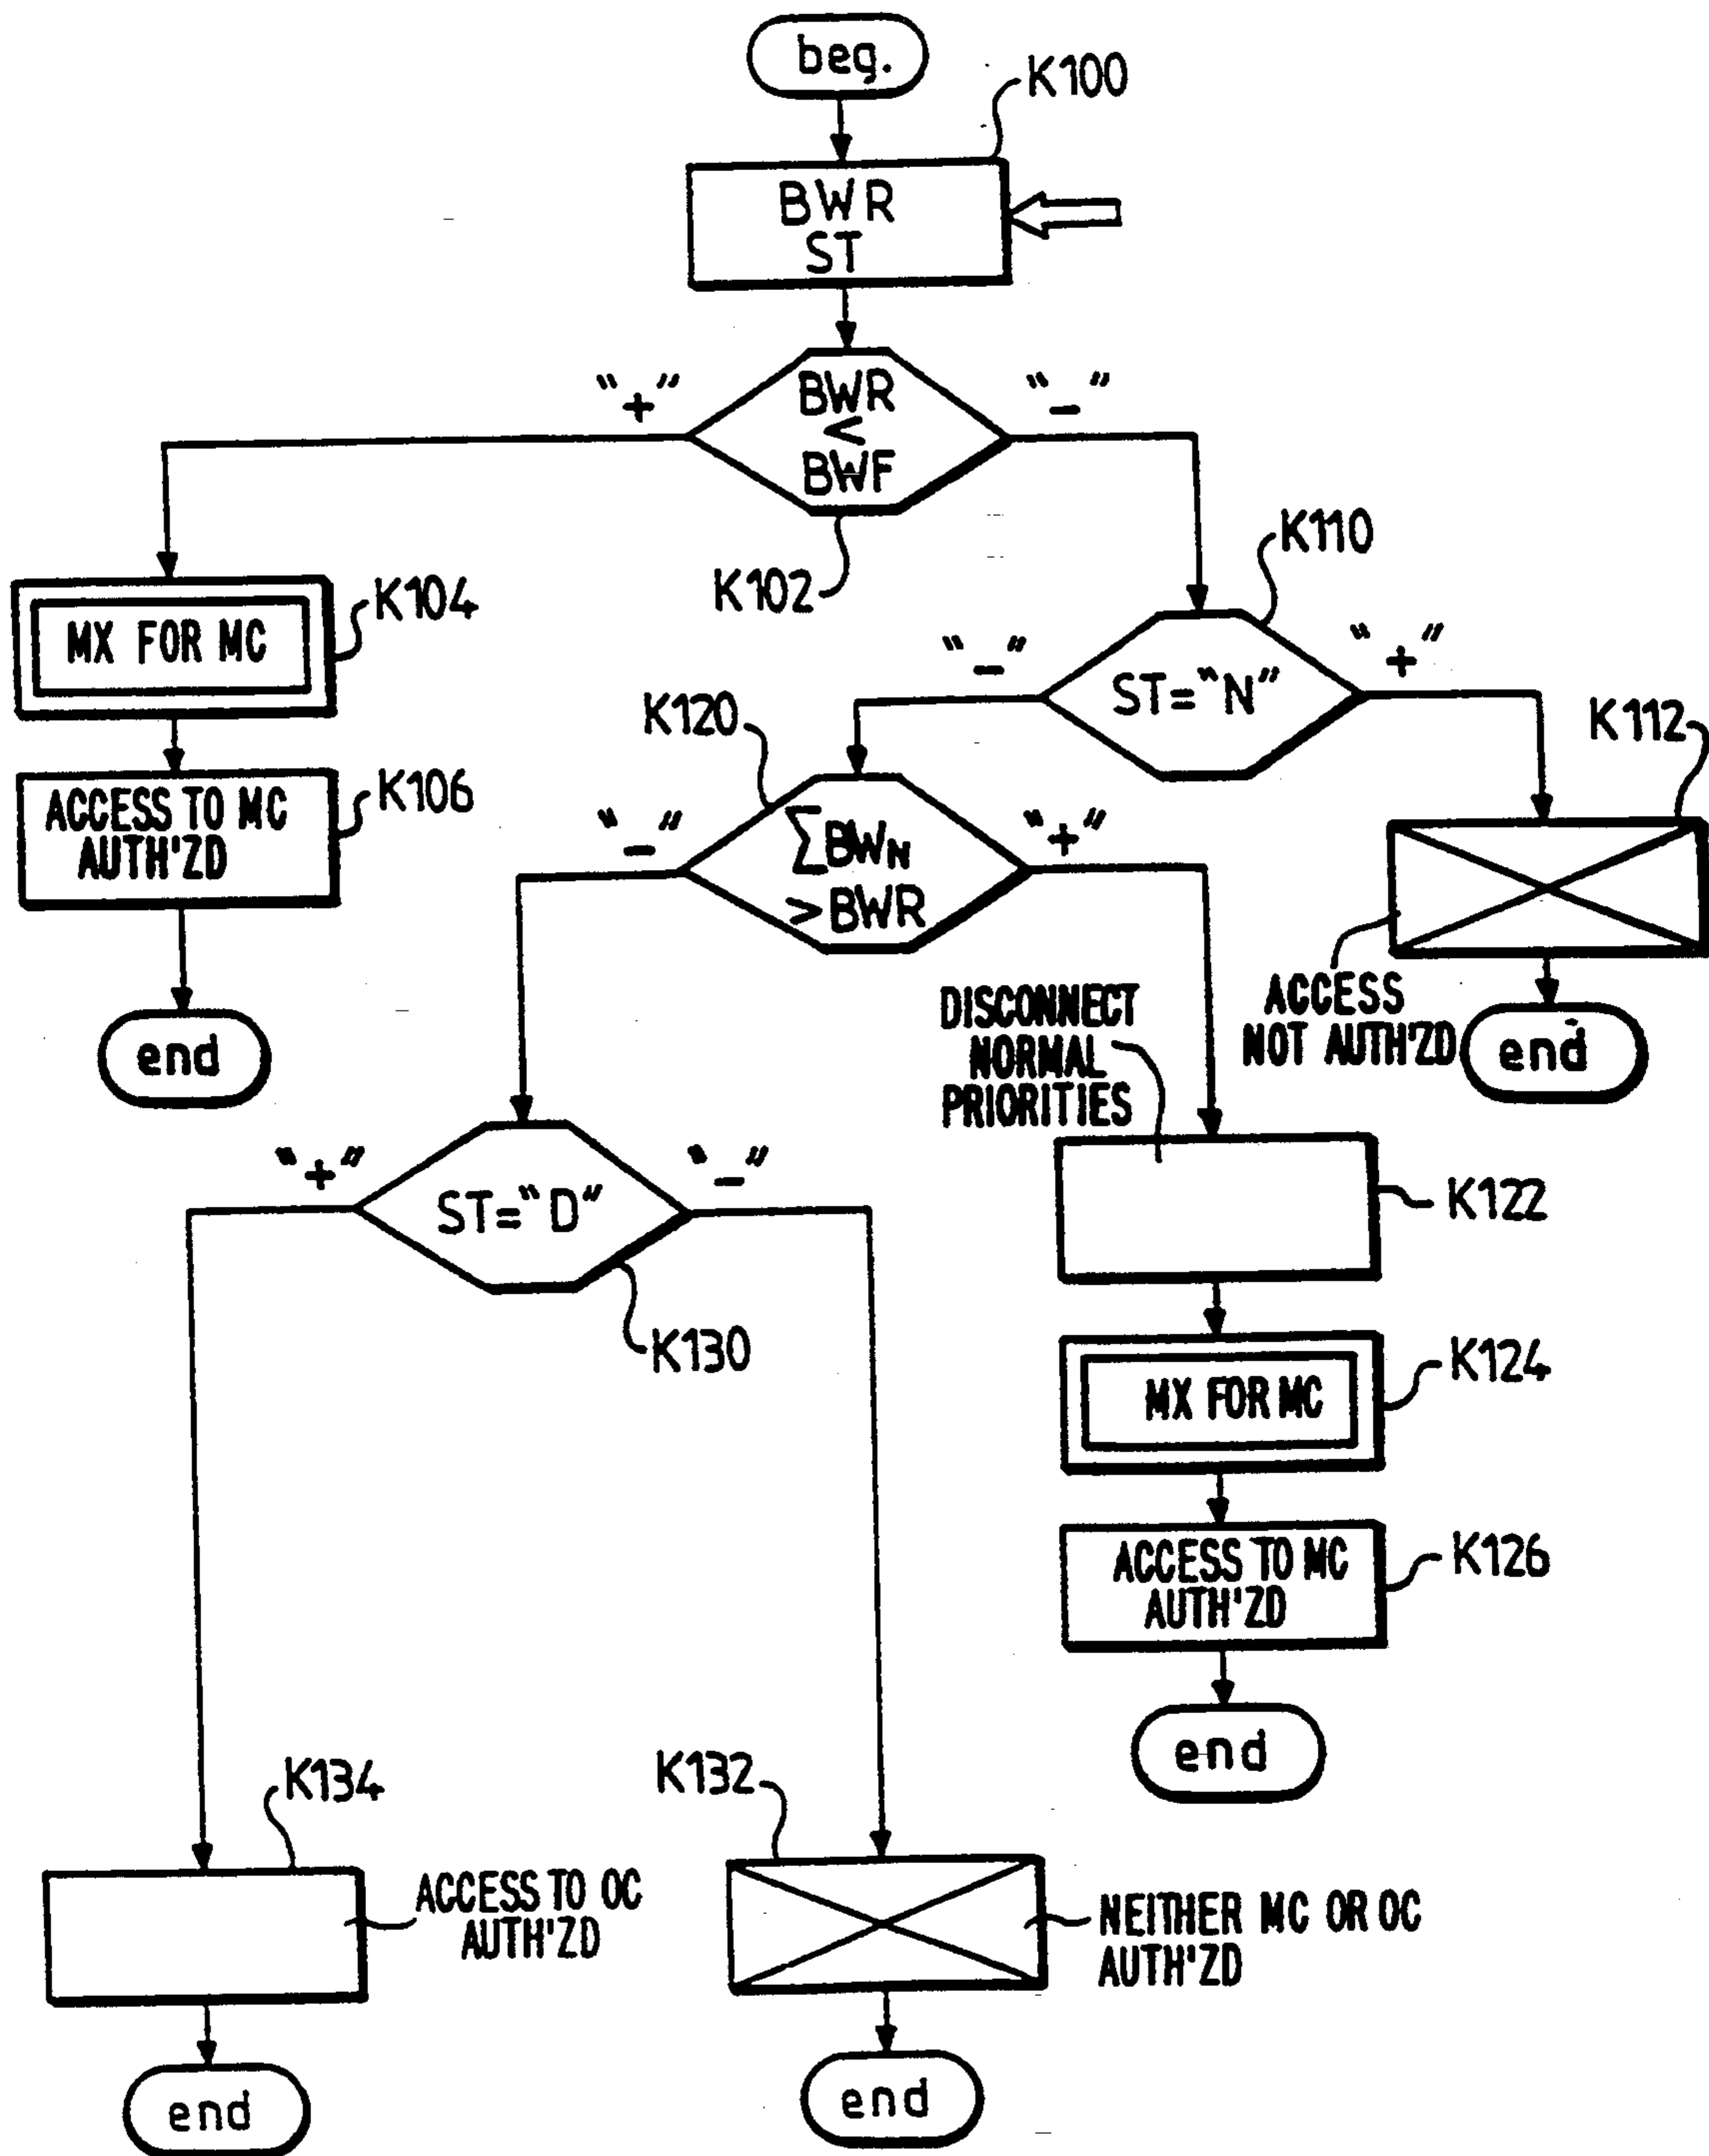 beg.
K100
BWR
ST
"+"
BWR
<
BWF
"-"
K102
K110
K104
MX FOR MC
"-"
ST="N"
"+"
K120
K112
K106
ACCESS TO MC
AUTH'ZD
"-"
ΣBWN
>BWR
"+"
end
DISCONNECT
NORMAL
PRIORITIES
ACCESS
NOT AUTH'ZD
end
"+"
ST="D"
"-"
K122
K130
K124
MX FOR MC
K126
ACCESS TO MC
AUTH'ZD
end
K134
K132
ACCESS TO OC
AUTH'ZD
NEITHER MC OR OC
AUTH'ZD
end
end